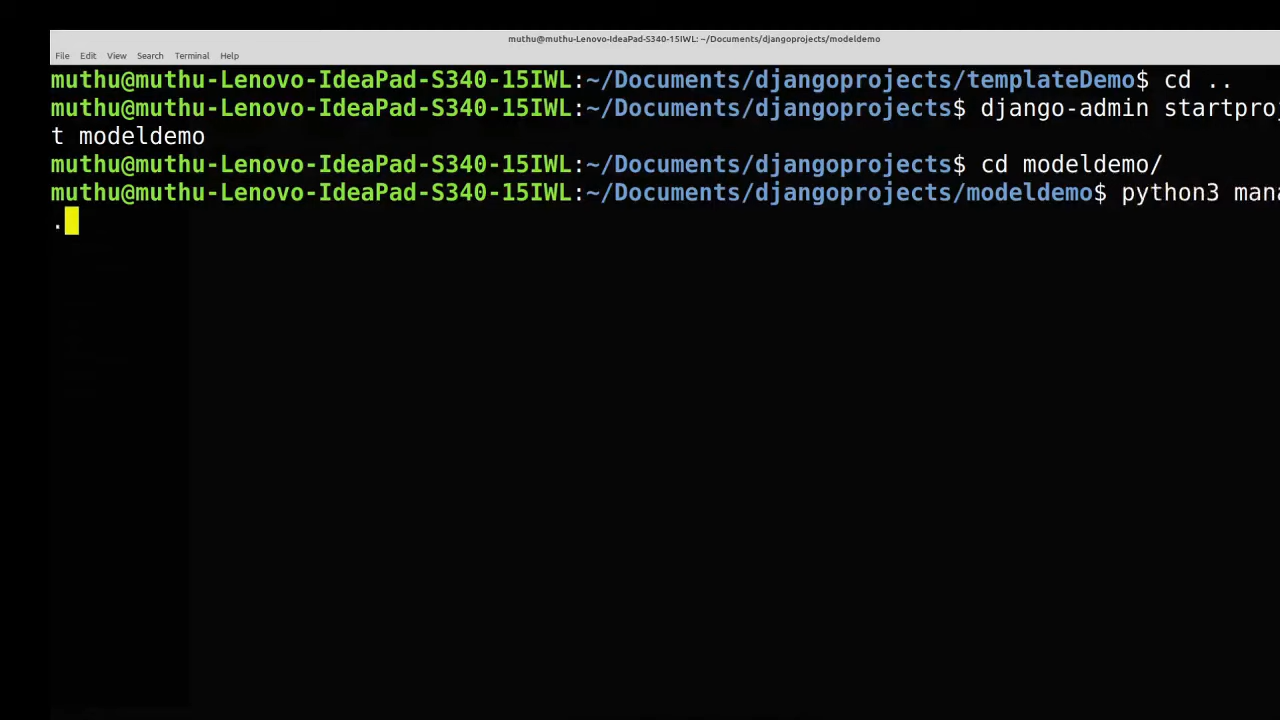 muthu@muthu-Lenovo-IdeaPad-S340-15IWL: ~/Documents/djangoprojects/modeldemo
File Edit View Search Terminal Help
muthu@muthu-Lenovo-IdeaPad-S340-15IWL:~/Documents/djangoprojects/templateDemo$ cd ..
muthu@muthu-Lenovo-IdeaPad-S340-15IWL:~/Documents/djangoprojects$ django-admin startproj
t modeldemo
muthu@muthu-Lenovo-IdeaPad-S340-15IWL:~/Documents/djangoprojects$ cd modeldemo/
muthu@muthu-Lenovo-IdeaPad-S340-15IWL:~/Documents/djangoprojects/modeldemo$ python3 mana
.